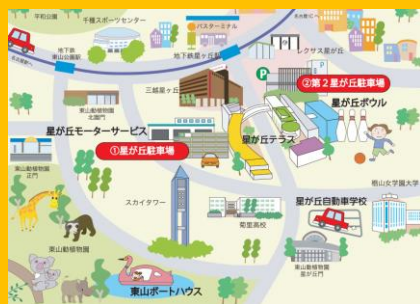 平和公園
千種スポーツセンター
バスターミナル
地下鉄
東山公園駅
地下鉄星ヶ丘駅
レクサス星が丘
P
②第2星が丘駐車場
三越星ヶ丘
東山動植物園
北園門
星が丘ボウル
星が丘モーターサービス
①星が丘駐車場
星が丘テラス
東山動植物園
正門
椙山女学園大学
スカイタワー
菊里高校
星が丘自動車学校
東山動植物園
東山動植物園
星が丘門
東山ボートハウス